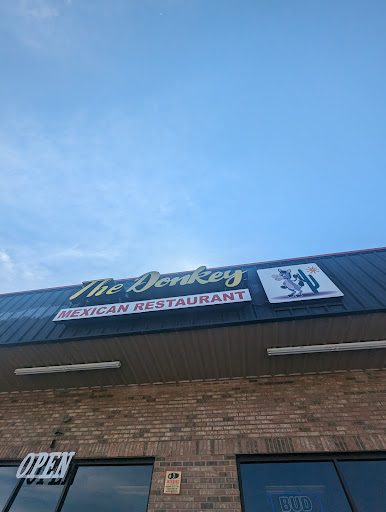 The Donkey
MEXICAN RESTAURANT
OPEN
BUD